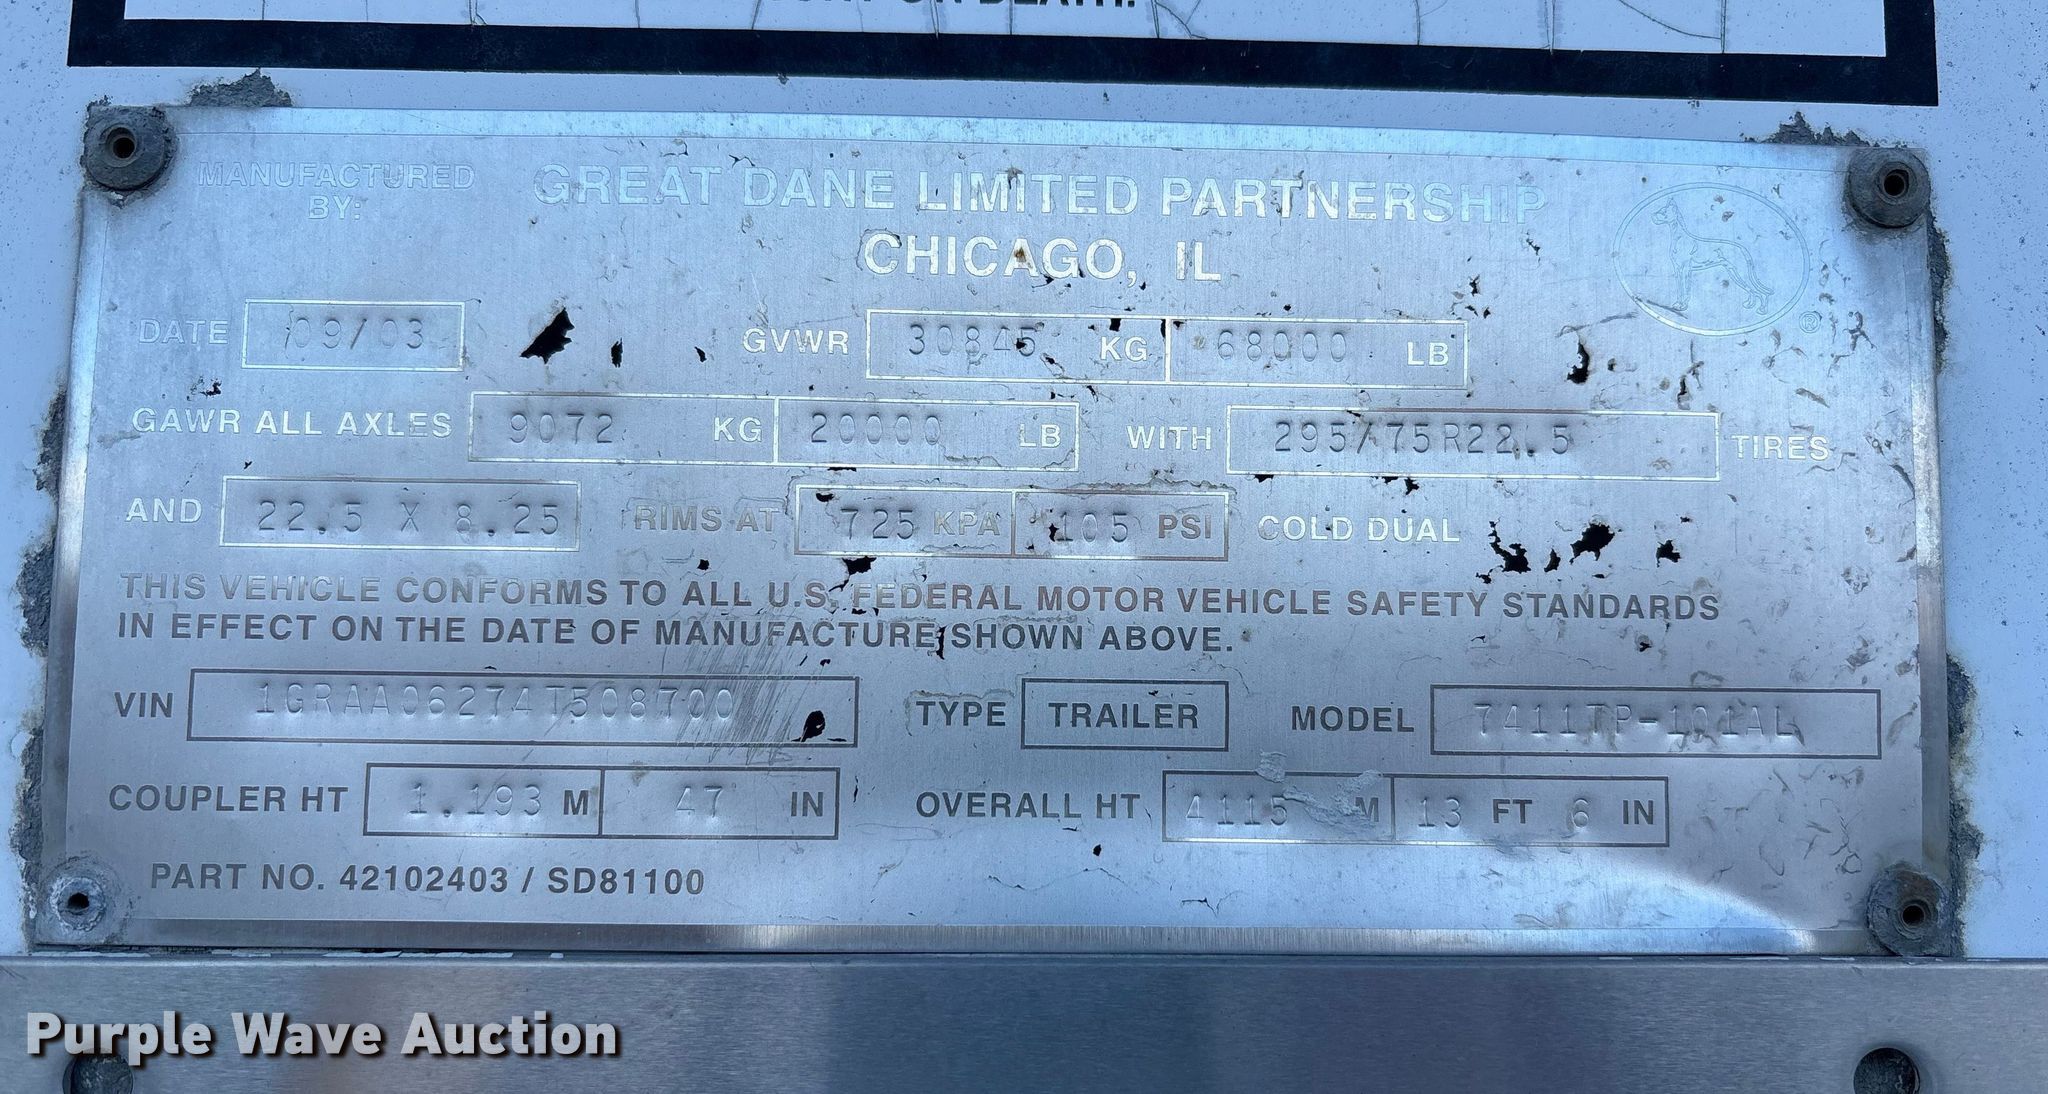 MANUFACTURED BY: GREAT DANE LIMITED PARTNERSHIP
CHICAGO, IL
®
DATE 09/03 GVWR 30845 KG 68000 LB
GAWR ALL AXLES 9072 KG 20000 LB WITH 295/75R22.5 TIRES
AND 22.5 X 8.25 RIMS AT 725 KPA 105 PSI COLD DUAL
THIS VEHICLE CONFORMS TO ALL U.S. FEDERAL MOTOR VEHICLE SAFETY STANDARDS
IN EFFECT ON THE DATE OF MANUFACTURE SHOWN ABOVE.
VIN 1GRAA06274T508700 TYPE TRAILER MODEL 7411TP-101AL
COUPLER HT 1.193 M 47 IN OVERALL HT 4115 M 13 FT 6 IN
PART NO. 42102403 / SD81100
Purple Wave Auction